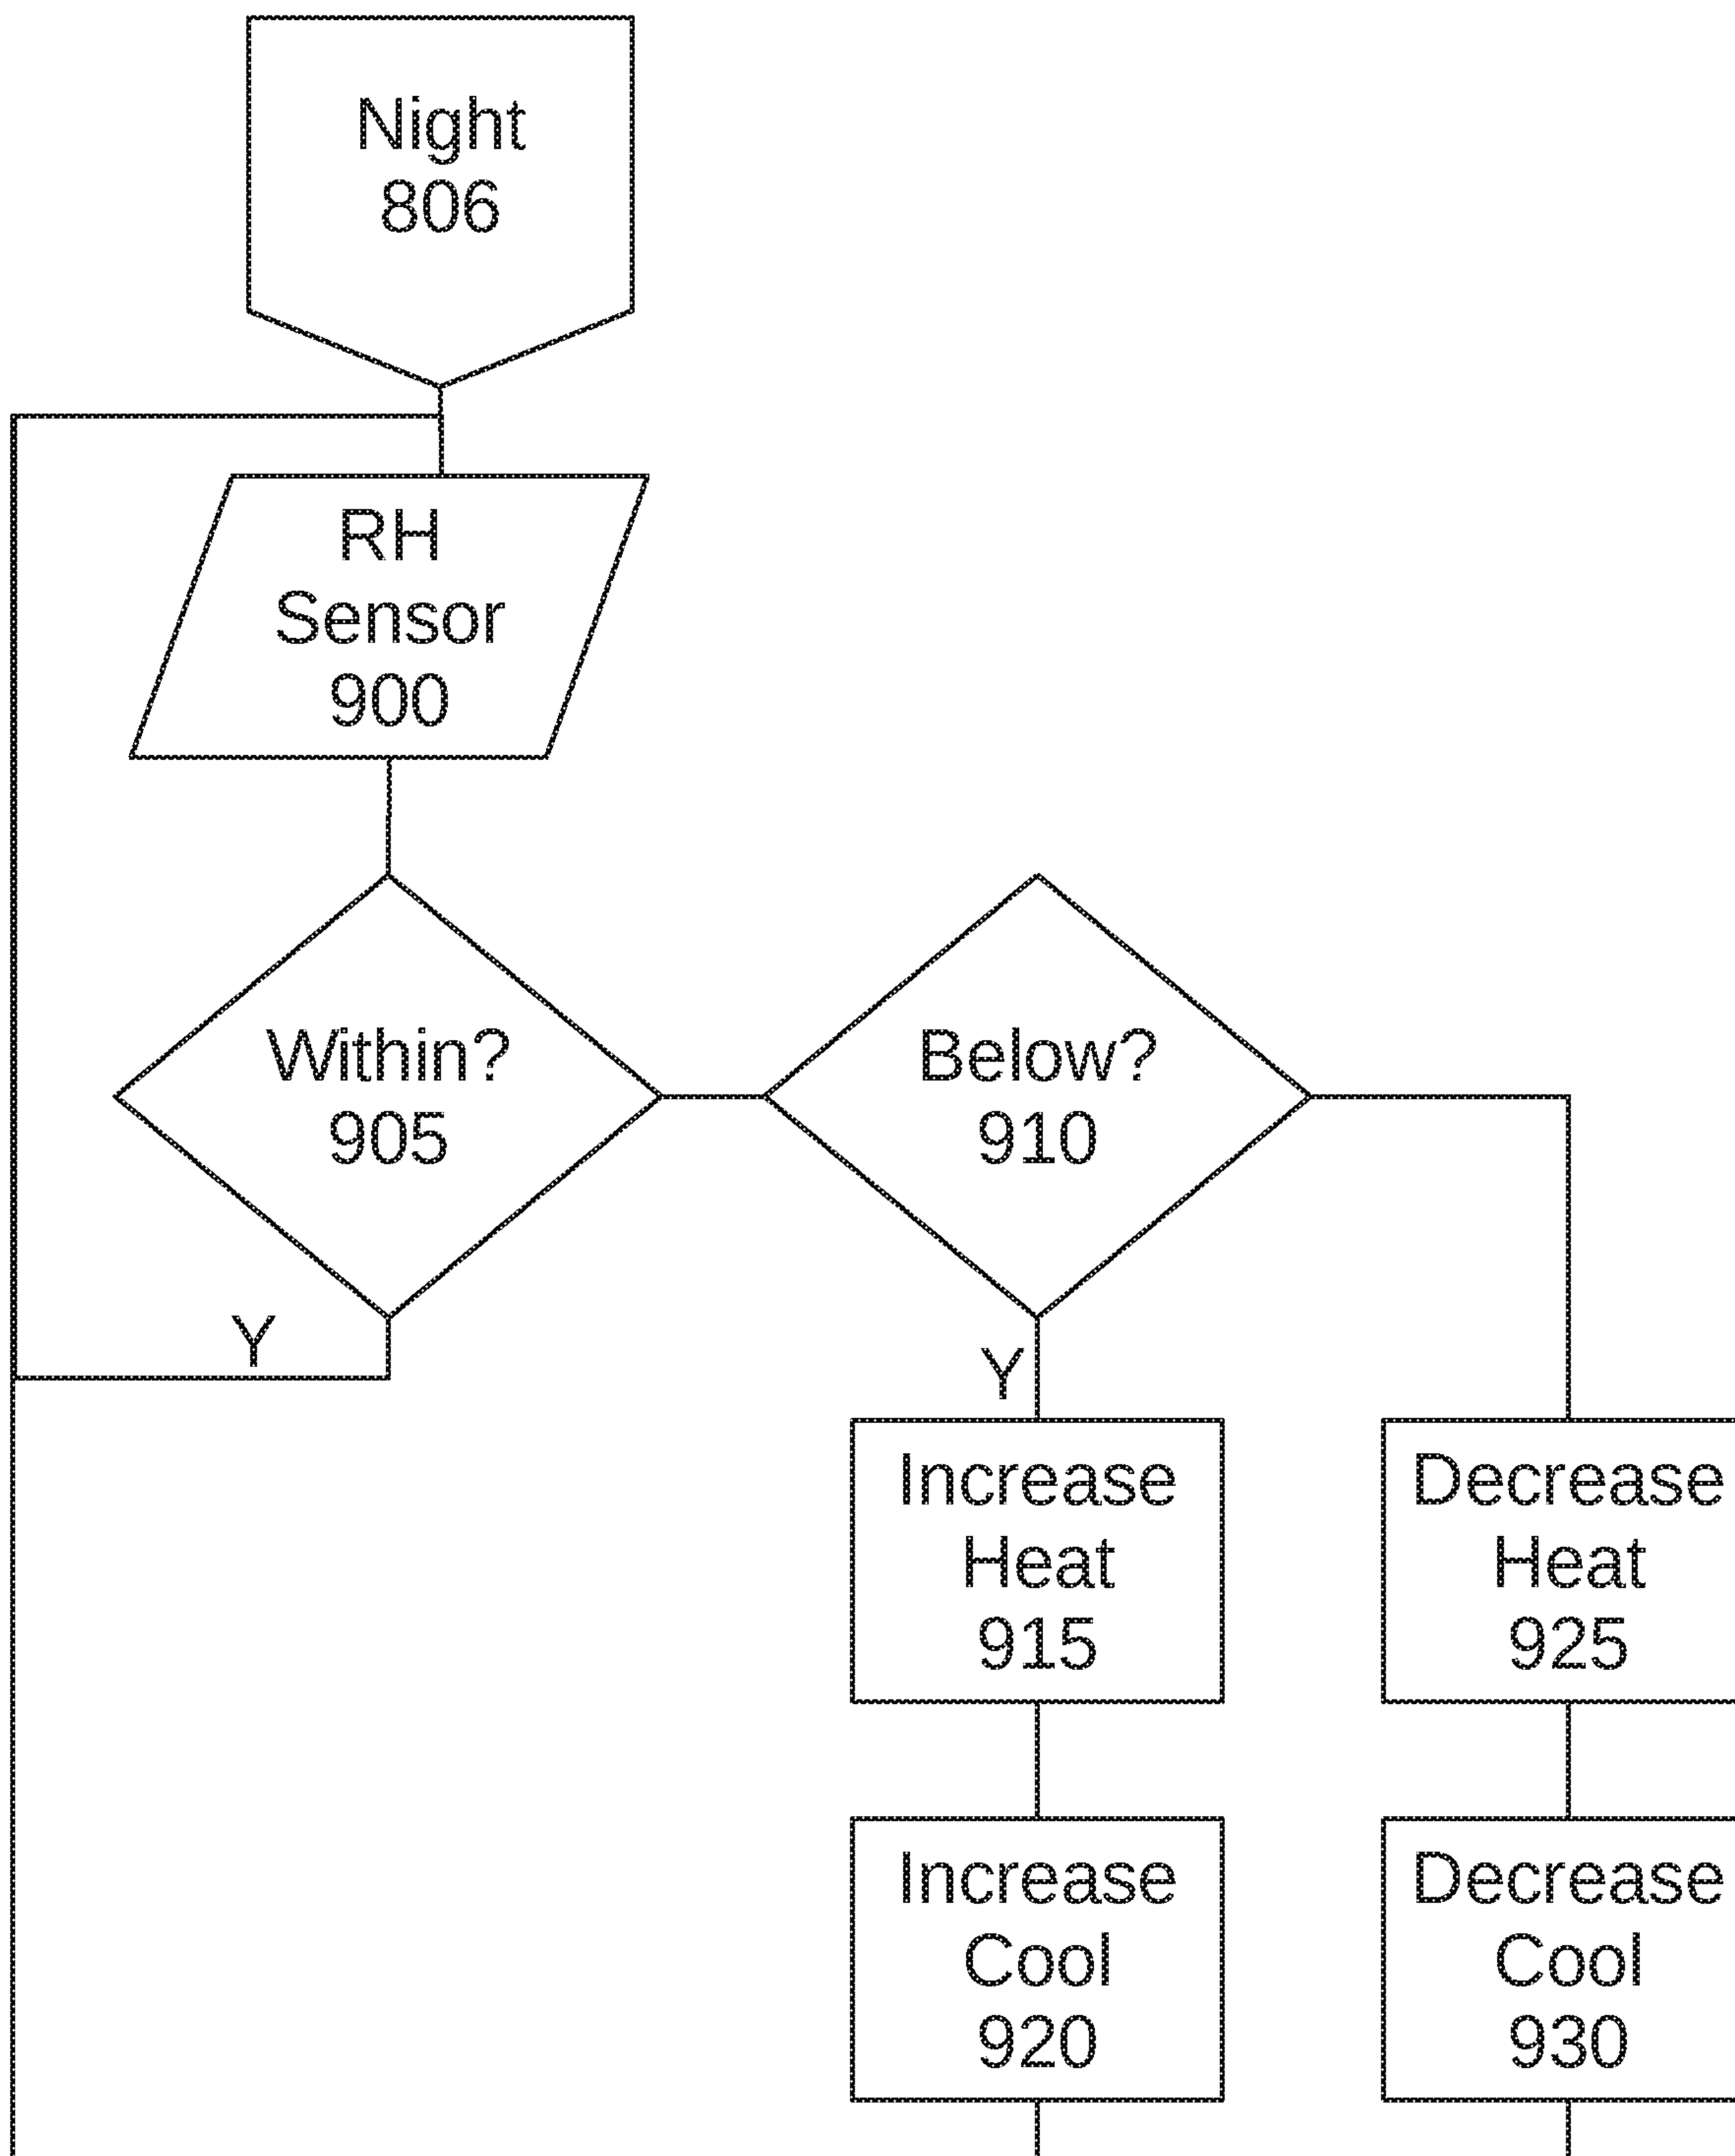 Night
806
RH
Sensor
900
Within?
905
Below?
910
Y
Y
Increase
Heat
915
Decrease
Heat
925
Increase
Cool
920
Decrease
Cool
930